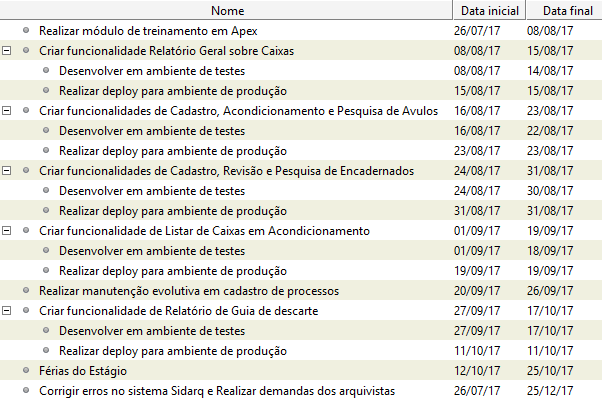 Nome Data inicial Data final
Realizar módulo de treinamento em Apex 26/07/17 08/08/17
Criar funcionalidade Relatório Geral sobre Caixas 08/08/17 15/08/17
Desenvolver em ambiente de testes 08/08/17 14/08/17
Realizar deploy para ambiente de produção 15/08/17 15/08/17
Criar funcionalidades de Cadastro, Acondicionamento e Pesquisa de Avulos 16/08/17 23/08/17
Desenvolver em ambiente de testes 16/08/17 22/08/17
Realizar deploy para ambiente de produção 23/08/17 23/08/17
Criar funcionalidades de Cadastro, Revisão e Pesquisa de Encadernados 24/08/17 31/08/17
Desenvolver em ambiente de testes 24/08/17 30/08/17
Realizar deploy para ambiente de produção 31/08/17 31/08/17
Criar funcionalidade de Listar de Caixas em Acondicionamento 01/09/17 19/09/17
Desenvolver em ambiente de testes 01/09/17 18/09/17
Realizar deploy para ambiente de produção 19/09/17 19/09/17
Realizar manutenção evolutiva em cadastro de processos 20/09/17 26/09/17
Criar funcionalidade de Relatório de Guia de descarte 27/09/17 17/10/17
Desenvolver em ambiente de testes 27/09/17 17/10/17
Realizar deploy para ambiente de produção 11/10/17 11/10/17
Férias do Estágio 12/10/17 25/10/17
Corrigir erros no sistema Sidarq e Realizar demandas dos arquivistas 26/07/17 25/12/17